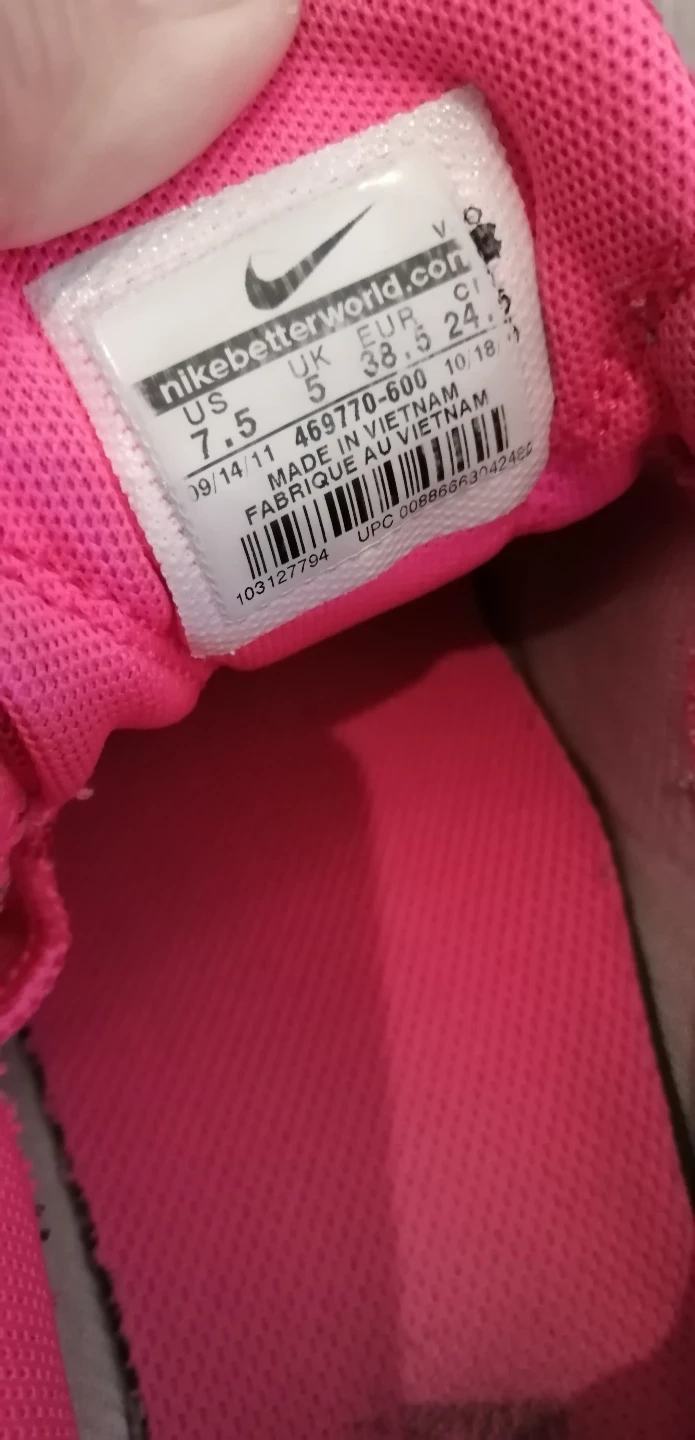 nikebetterworld.com
US UK EUR
7.5 5 38.5 24.5
09/14/11 469770-600 10/18/
MADE IN VIETNAM
FABRIQUE AU VIETNAM
103127794 UPC